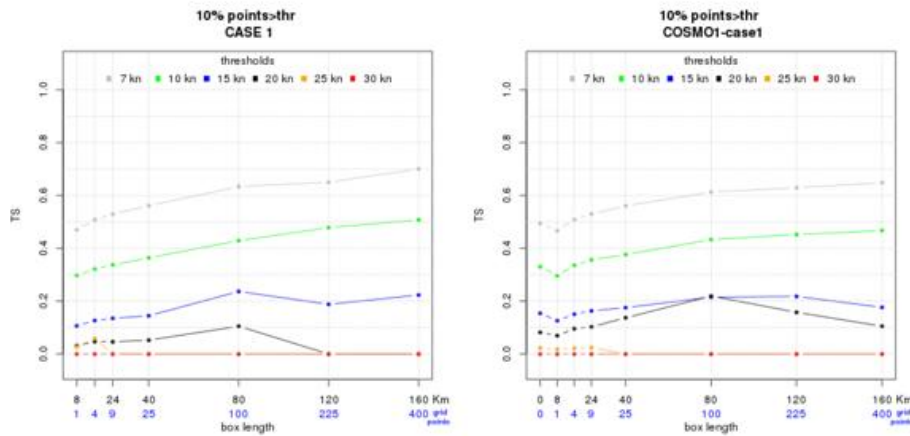 10% points>thr
CASE 1
thresholds
7 kn 10 kn 15 kn 20 kn 25 kn 30 kn
TS
1.0
0.8
0.6
0.4
0.2
0.0
8 24 40 80 120 160 Km
1 4 9 25 100 225 400 grid points
box length
10% points>thr
COSMO1-case1
thresholds
7 kn 10 kn 15 kn 20 kn 25 kn 30 kn
TS
1.0
0.8
0.6
0.4
0.2
0.0
0 8 24 40 80 120 160 Km
0 1 4 9 25 100 225 400 grid points
box length